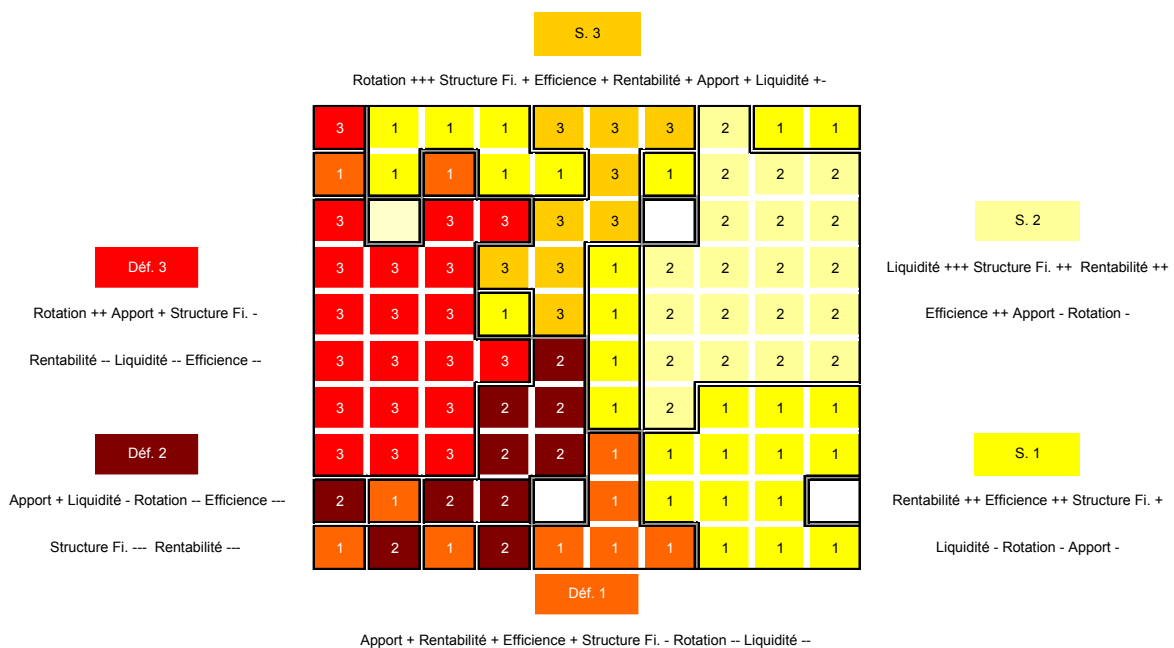 S. 3
Rotation +++ Structure Fi. + Efficience + Rentabilité + Apport + Liquidité +-
3 1 1 1 3 3 3 2 1 1
1 1 1 1 1 3 1 2 2 2
3 3 3 3 3 2 2 2
3 3 3 3 3 1 2 2 2 2
3 3 3 1 3 1 2 2 2 2
3 3 3 3 2 1 2 2 2 2
3 3 3 2 2 1 2 1 1 1
3 3 3 2 2 1 1 1 1 1
2 1 2 2 1 1 1 1
1 2 1 2 1 1 1 1 1 1
Déf. 3
Rotation ++ Apport + Structure Fi. -
Rentabilité -- Liquidité -- Efficience --
Déf. 2
Apport + Liquidité - Rotation -- Efficience ---
Structure Fi. --- Rentabilité ---
S. 2
Liquidité +++ Structure Fi. ++ Rentabilité ++
Efficience ++ Apport - Rotation -
S. 1
Rentabilité ++ Efficience ++ Structure Fi. +
Liquidité - Rotation - Apport -
Déf. 1
Apport + Rentabilité + Efficience + Structure Fi. - Rotation -- Liquidité --